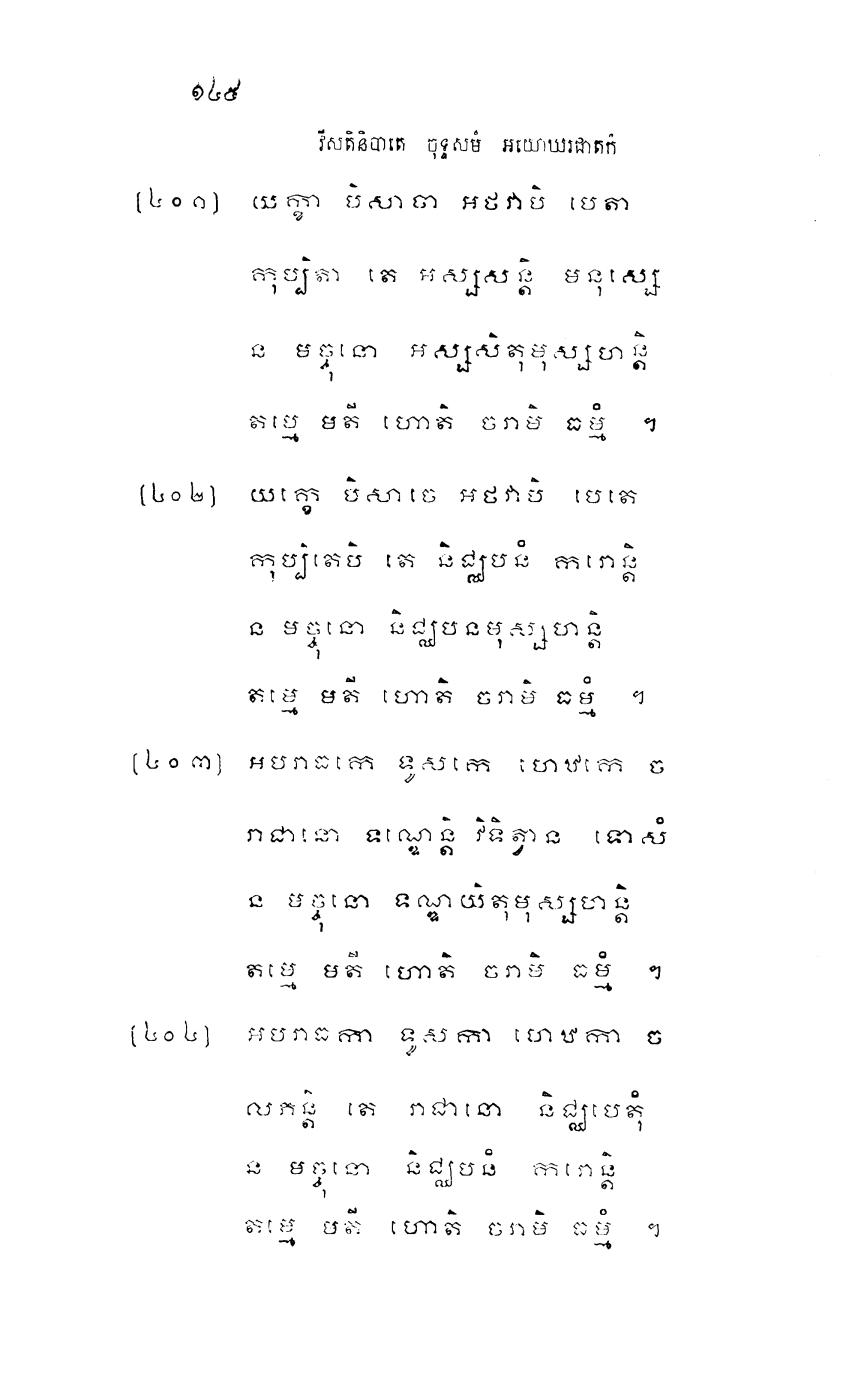 ១៤៥
វីសតិនិបាតេ ចុទ្ទសមំ អយោឃរជាតកំ
(៤០១) យក្ខា បិសាចា អថវាបិ បេតា
កុប្បិតា តេ អស្សសន្តិ មនុស្សេ
ន មច្ចុនោ អស្សសិតុមុស្សហន្តិ
តម្មេ មតី ហោតិ ចរាមិ ធម្មំ ។
(៤០២) យក្ខេ បិសាចេ អថវាបិ បេតេ
កុប្បិតេបិ តេ និជ្ឈបនំ ករោន្តិ
ន មច្ចុនោ និជ្ឈបនមុស្សហន្តិ
តម្មេ មតី ហោតិ ចរាមិ ធម្មំ ។
(៤០៣) អបរាធកេ ទូសកេ ហេឋកេ ច
រាជានោ ទណ្ឌេន្តិ វិទិត្វាន ទោសំ
ន មច្ចុនោ ទណ្ឌយិតុមុស្សហន្តិ
តម្មេ មតី ហោតិ ចរាមិ ធម្មំ ។
(៤០៤) អបរាធកា ទូសកា ហេឋកា ច
លភន្តិ តេ រាជានោ និជ្ឈបេតុំ
ន មច្ចុនោ និជ្ឈបនំ ករោន្តិ
តម្មេ មតី ហោតិ ចរាមិ ធម្មំ ។